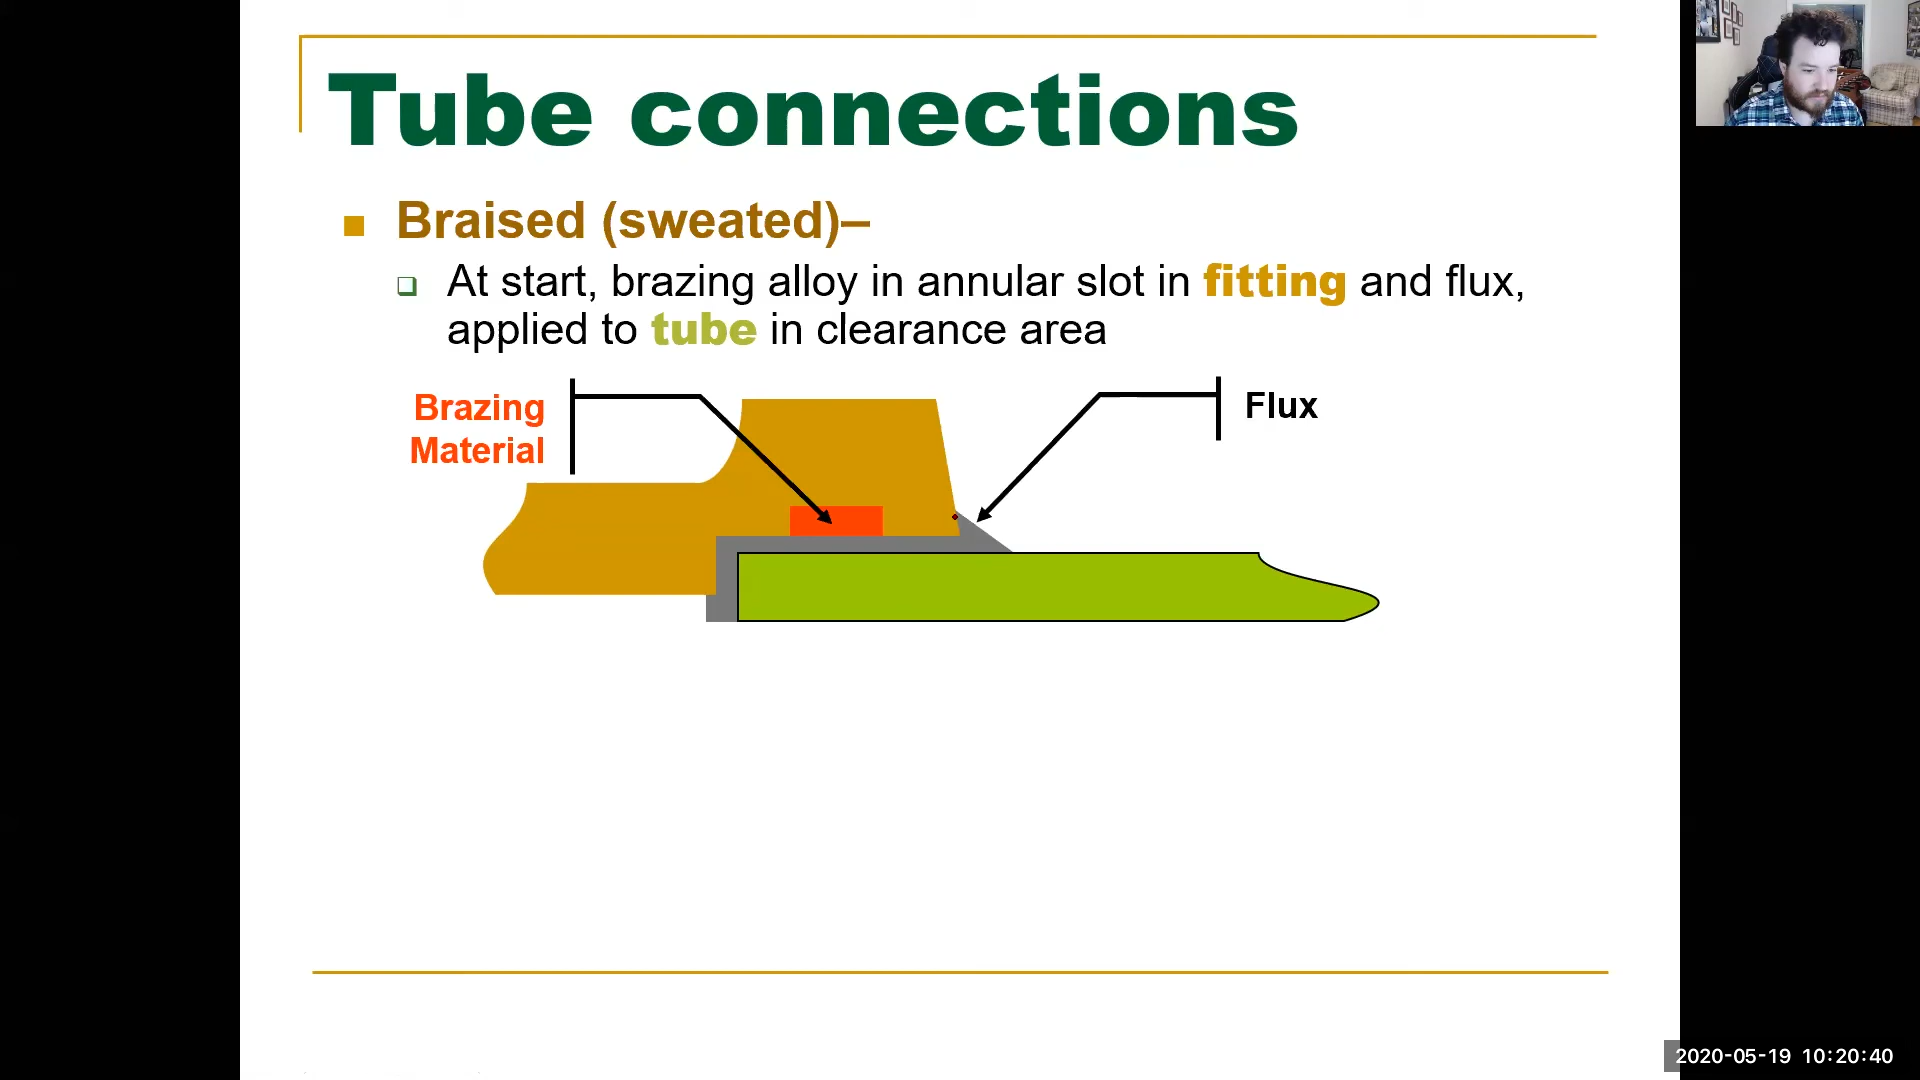 Tube connections
Braised (sweated)–
At start, brazing alloy in annular slot in fitting and flux,
applied to tube in clearance area
Brazing
Material
Flux
2020-05-19 10:20:40